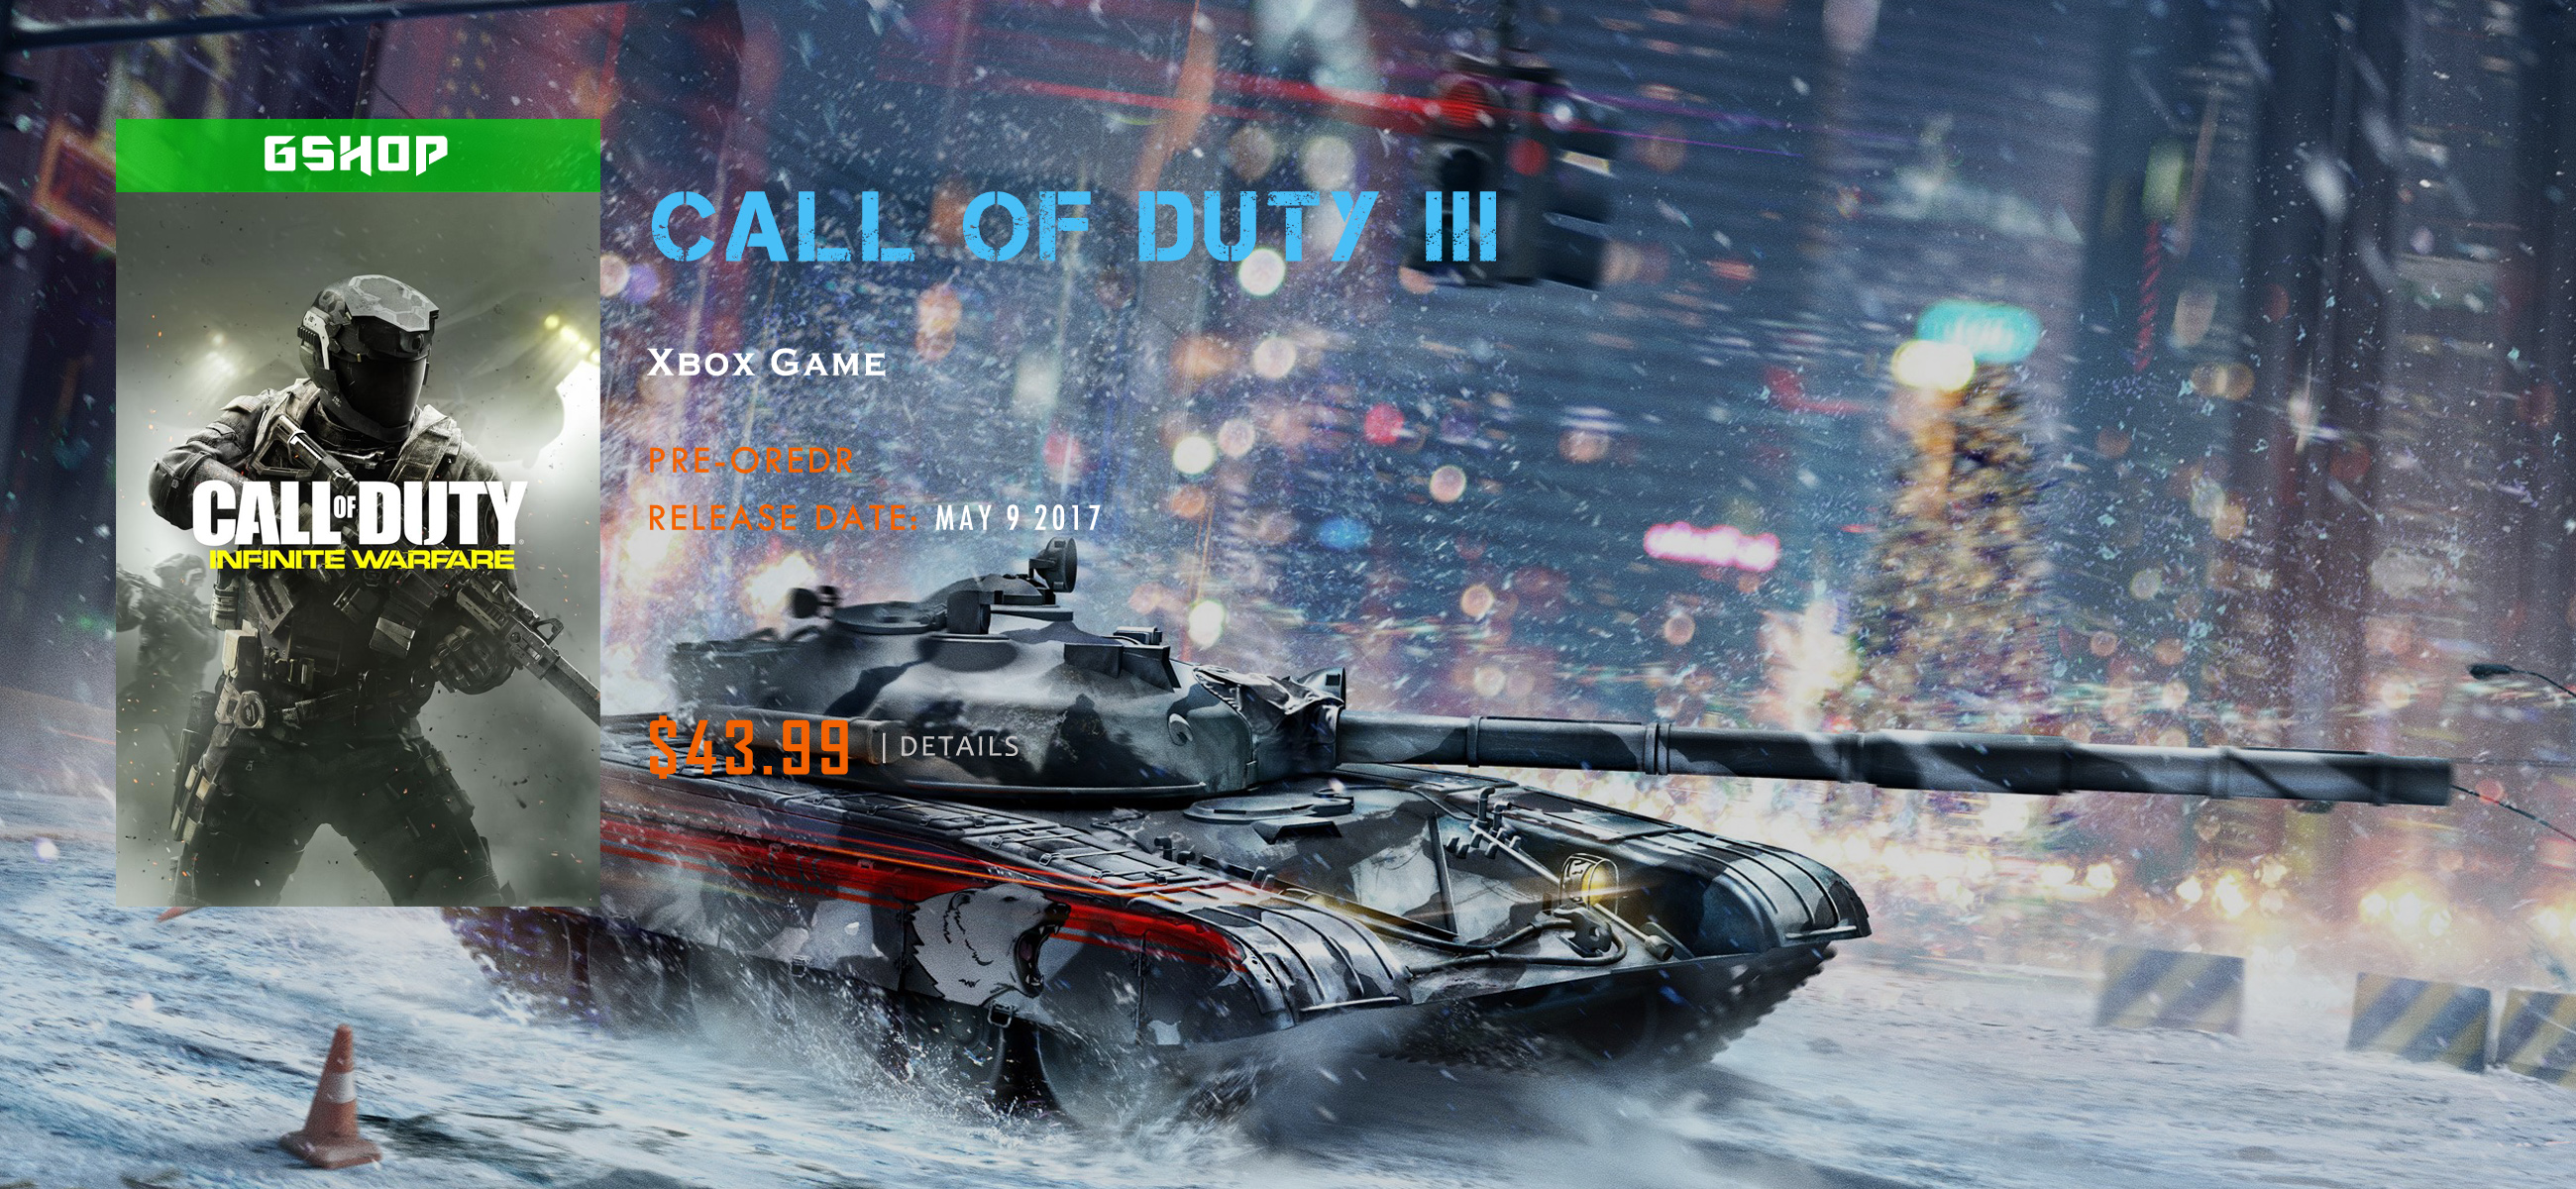 GSHOP
CALL OF DUTY
INFINITE WARFARE
CALL OF DUTY III
XBOX GAME
PRE-OREDR
RELEASE DATE: MAY 9 2017
$43.99 | DETAILS